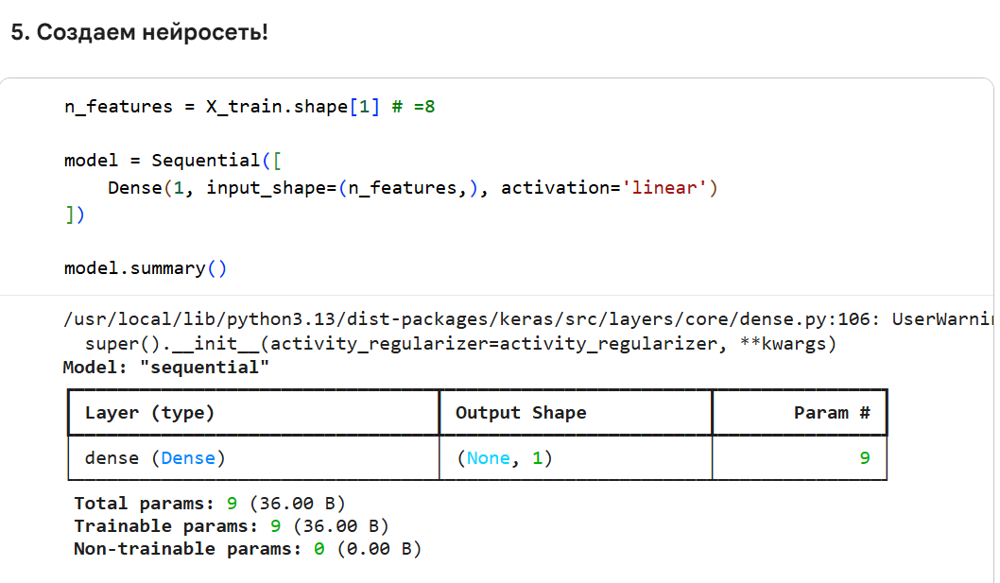 5. Создаем нейросеть!
n_features = X_train.shape[1] # =8
model = Sequential([
    Dense(1, input_shape=(n_features,), activation='linear')
])
model.summary()
/usr/local/lib/python3.13/dist-packages/keras/src/layers/core/dense.py:106: UserWarni
  super().__init__(activity_regularizer=activity_regularizer, **kwargs)
Model: "sequential"
Layer (type) Output Shape Param #
dense (Dense) (None, 1) 9
Total params: 9 (36.00 B)
Trainable params: 9 (36.00 B)
Non-trainable params: 0 (0.00 B)